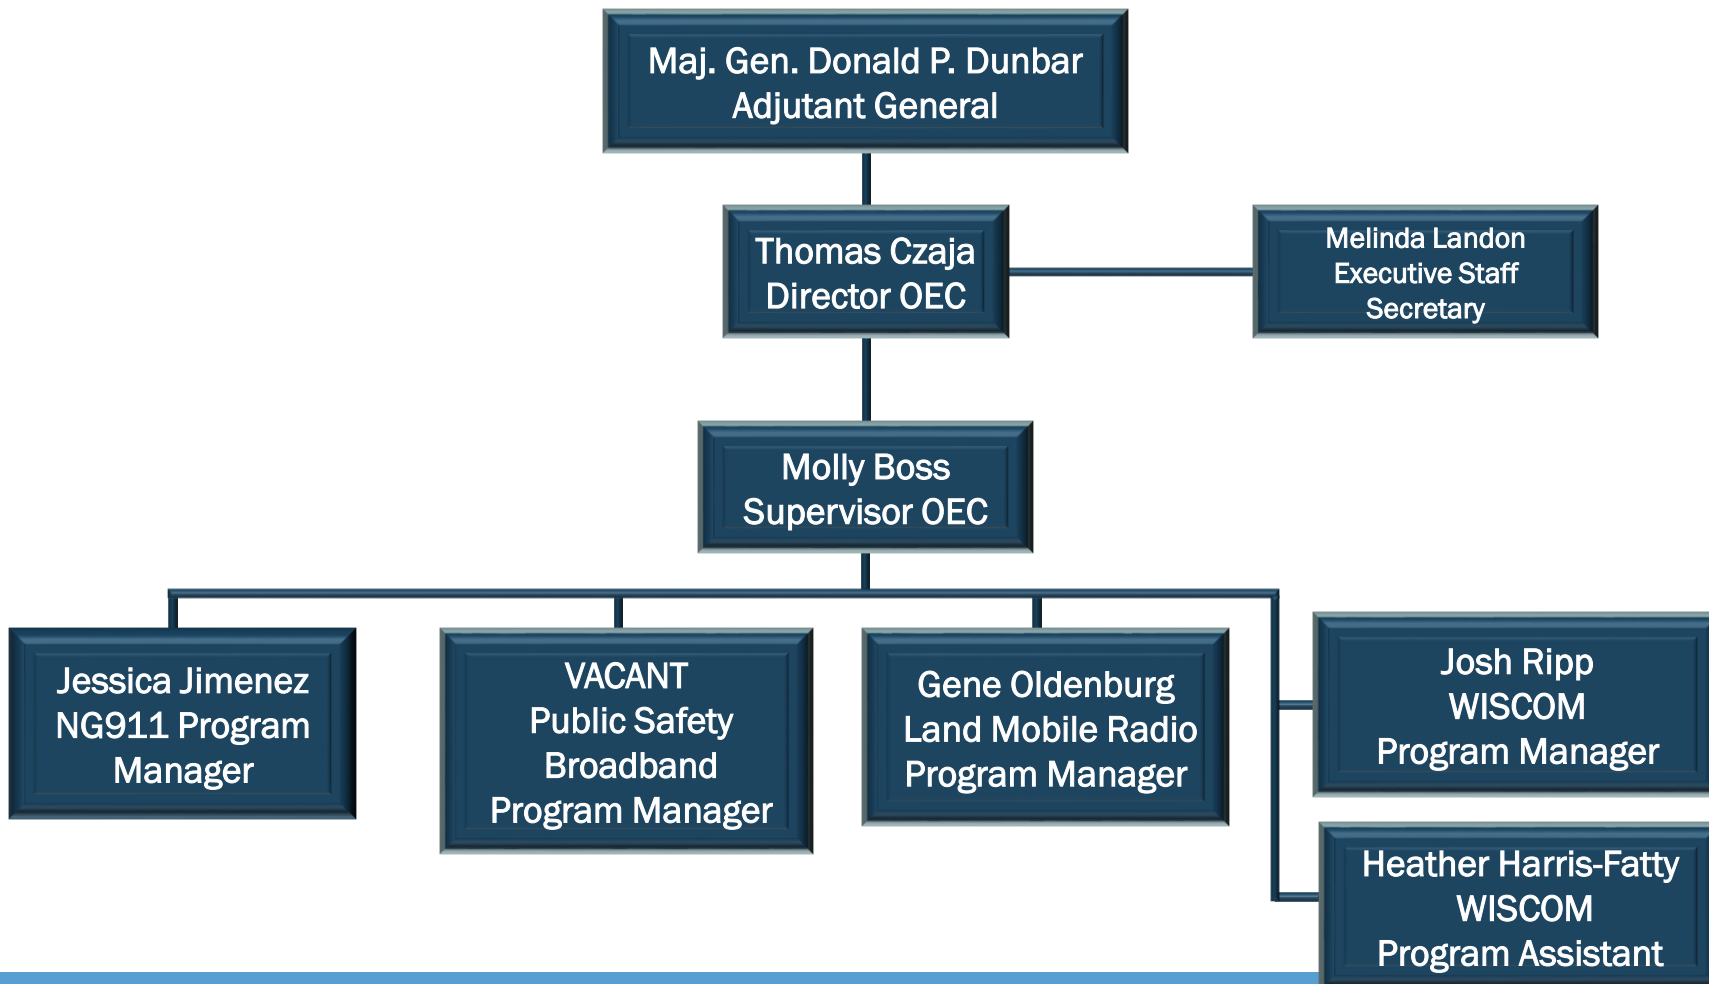 Maj. Gen. Donald P. Dunbar
Adjutant General
Thomas Czaja
Director OEC
Melinda Landon
Executive Staff
Secretary
Molly Boss
Supervisor OEC
Jessica Jimenez
NG911 Program
Manager
VACANT
Public Safety
Broadband
Program Manager
Gene Oldenburg
Land Mobile Radio
Program Manager
Josh Ripp
WISCOM
Program Manager
Heather Harris-Fatty
WISCOM
Program Assistant